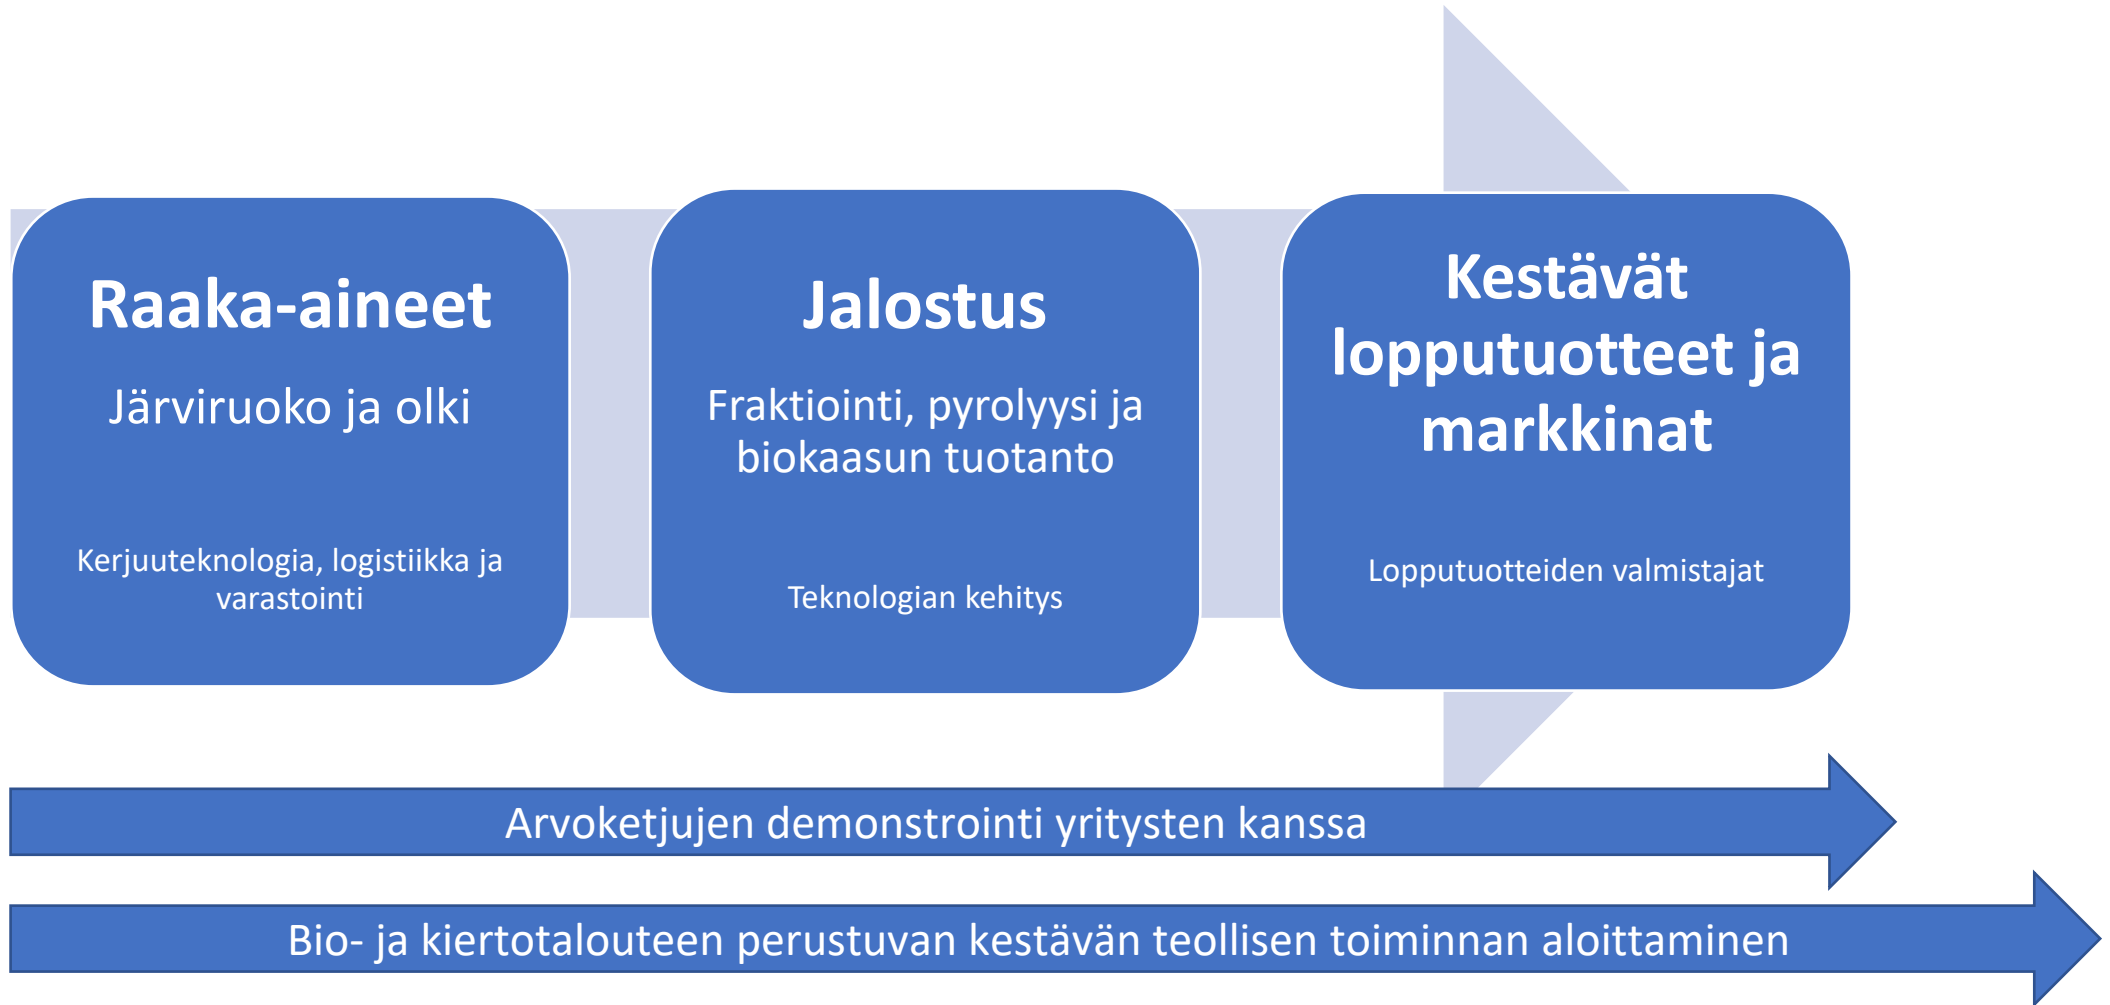 Raaka-aineet
Järviruoko ja olki
Kerjuuteknologia, logistiikka ja
varastointi
Jalostus
Fraktiointi, pyrolyysi ja
biokaasun tuotanto
Teknologian kehitys
Kestävät
lopputuotteet ja
markkinat
Lopputuotteiden valmistajat
Arvoketjujen demonstrointi yritysten kanssa
Bio- ja kiertotalouteen perustuvan kestävän teollisen toiminnan aloittaminen